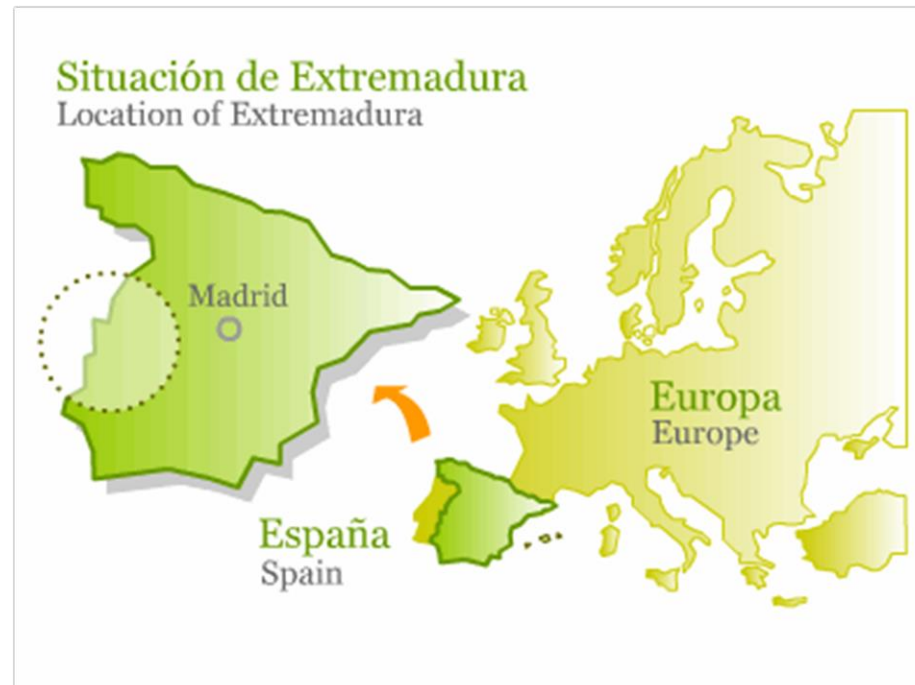 Situación de Extremadura
Location of Extremadura
Madrid
Europa
Europe
España
Spain